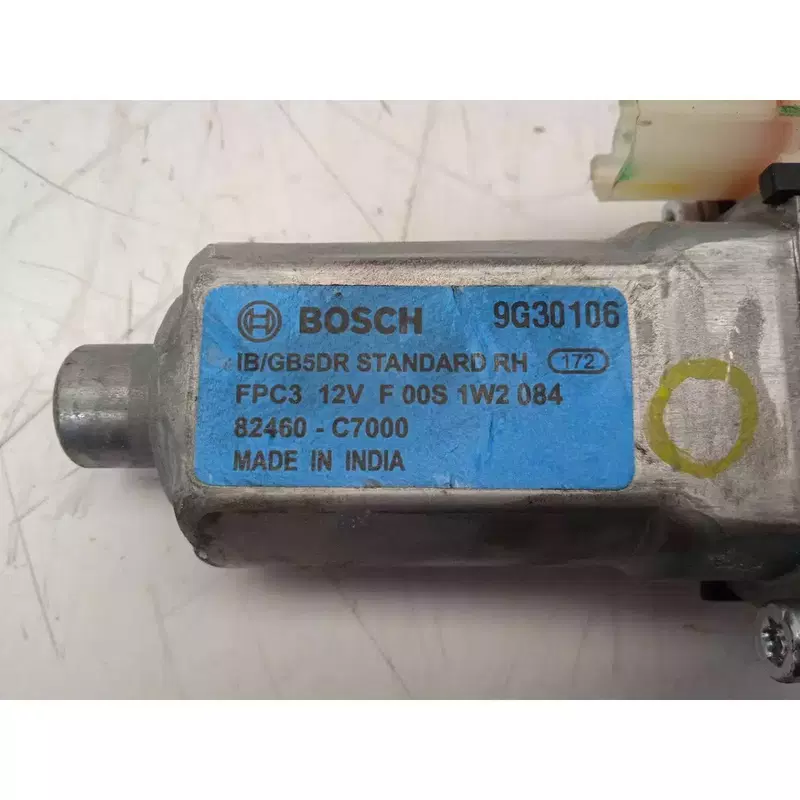 BOSCH 9G30106
IB/GB5DR STANDARD RH 172
FPC3 12V F 00S 1W2 084
82460 - C7000
MADE IN INDIA